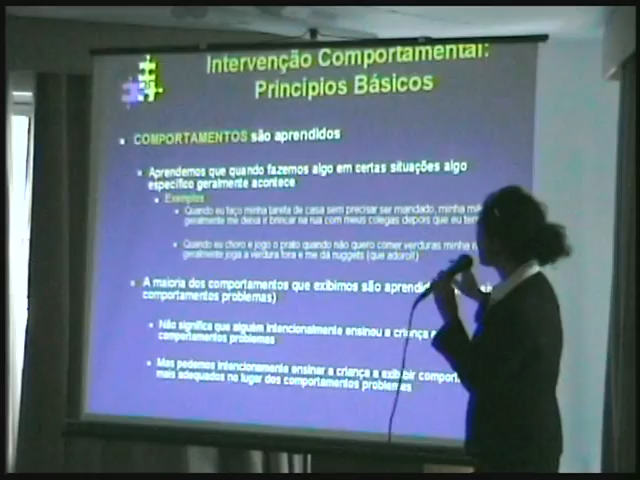 Intervenção Comportamental:
Princípios Básicos
COMPORTAMENTOS são aprendidos
Aprendemos que quando fazemos algo em certas situações algo
específico geralmente acontece
Exemplos
Quando eu faço minha tarefa de casa sem precisar ser mandado, minha
geralmente me deixa ir brincar na rua com meus colegas depois que eu
Quando eu choro e jogo o prato quando não quero comer verduras minha
geralmente joga a verdura fora e me dá nuggets (que adoro!)
A maioria dos comportamentos que exibimos são
comportamentos problemas)
Não significa que alguém intencionalmente ensinou a criança
comportamentos problemas
Mas podemos intencionalmente ensinar a criança a exibir
mais adequados no lugar dos comportamentos problemas